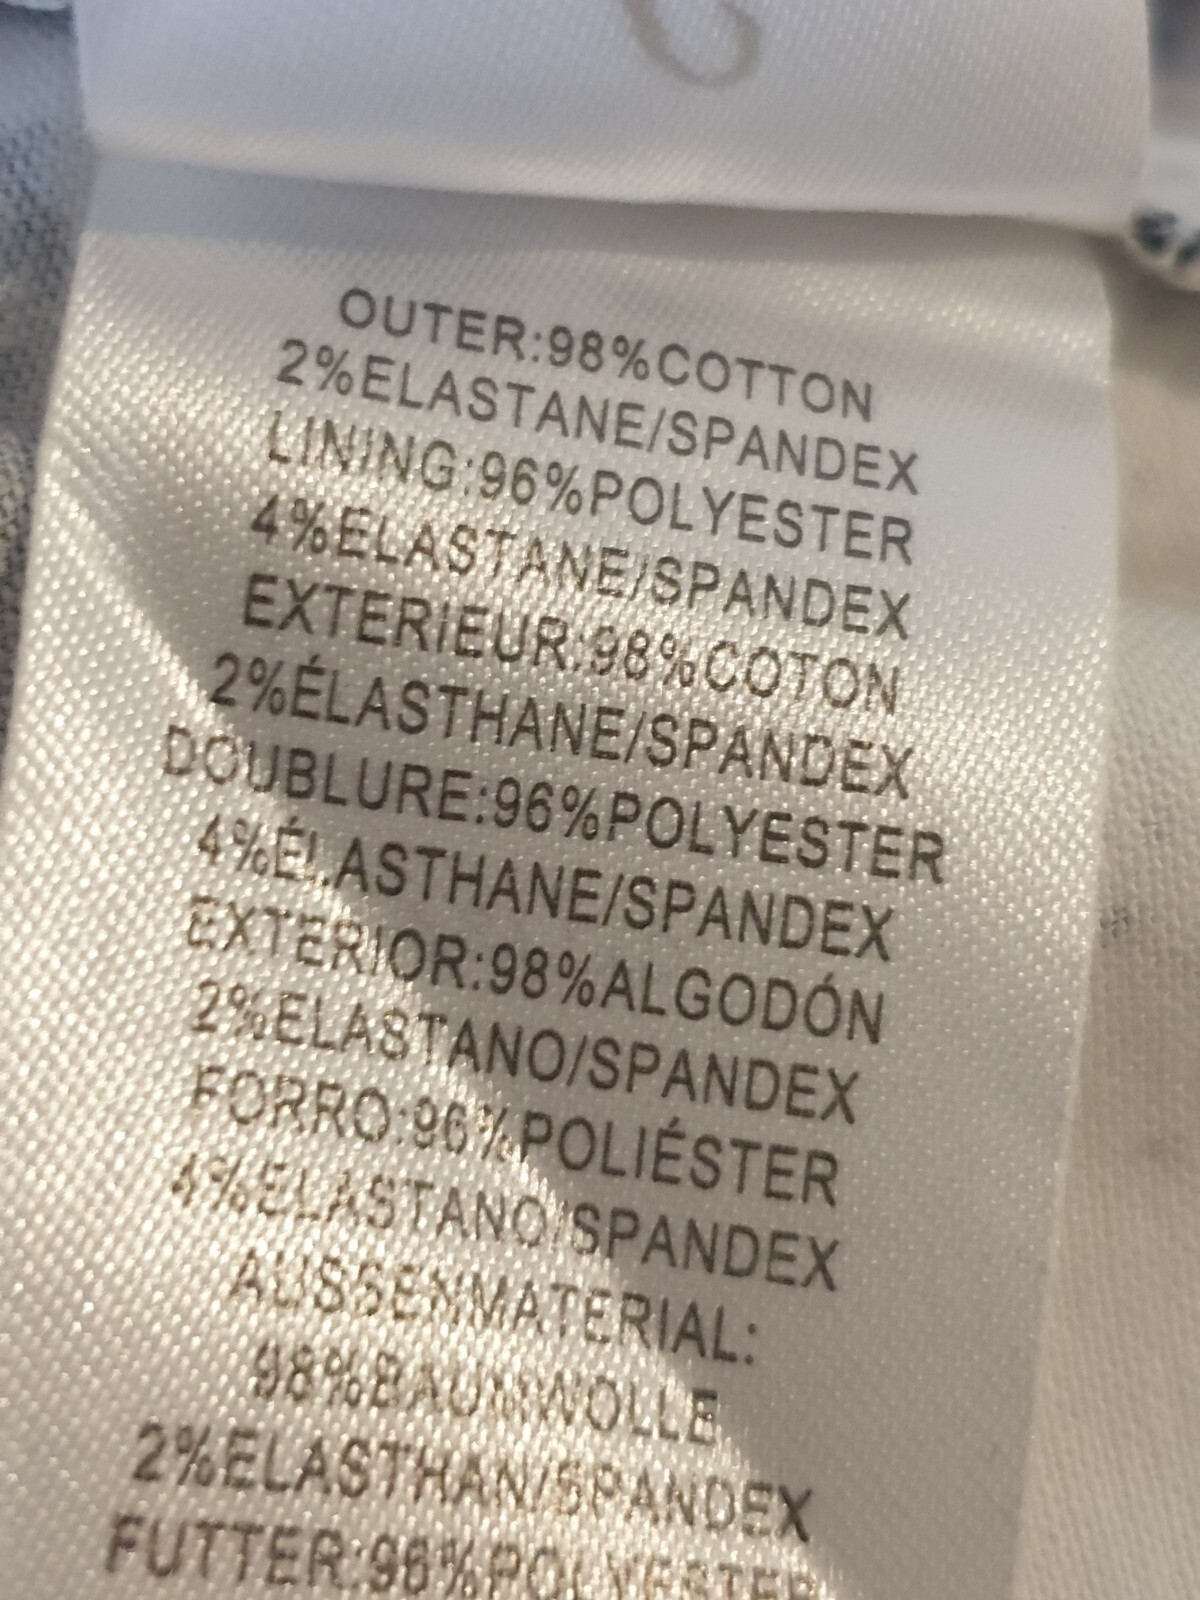 OUTER:98%COTTON
2%ELASTANE/SPANDEX
LINING:96%POLYESTER
4%ELASTANE/SPANDEX
EXTERIEUR:98%COTON
2%ÉLASTHANE/SPANDEX
DOUBLURE:96%POLYESTER
4%ÉLASTHANE/SPANDEX
EXTERIOR:98%ALGODÓN
2%ELASTANO/SPANDEX
FORRO:96%POLIÉSTER
4%ELASTANO/SPANDEX
AUSSENMATERIAL:
98%BAUMWOLLE
2%ELASTHAN/SPANDEX
FUTTER:96%POLYESTER